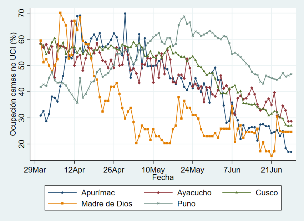 Ocupación camas no UCI (%)
70
60
50
40
30
20
29Mar 12Apr 26Apr 10May 24May 7Jun 21Jun
Fecha
Apurímac Ayacucho Cusco
Madre de Dios Puno